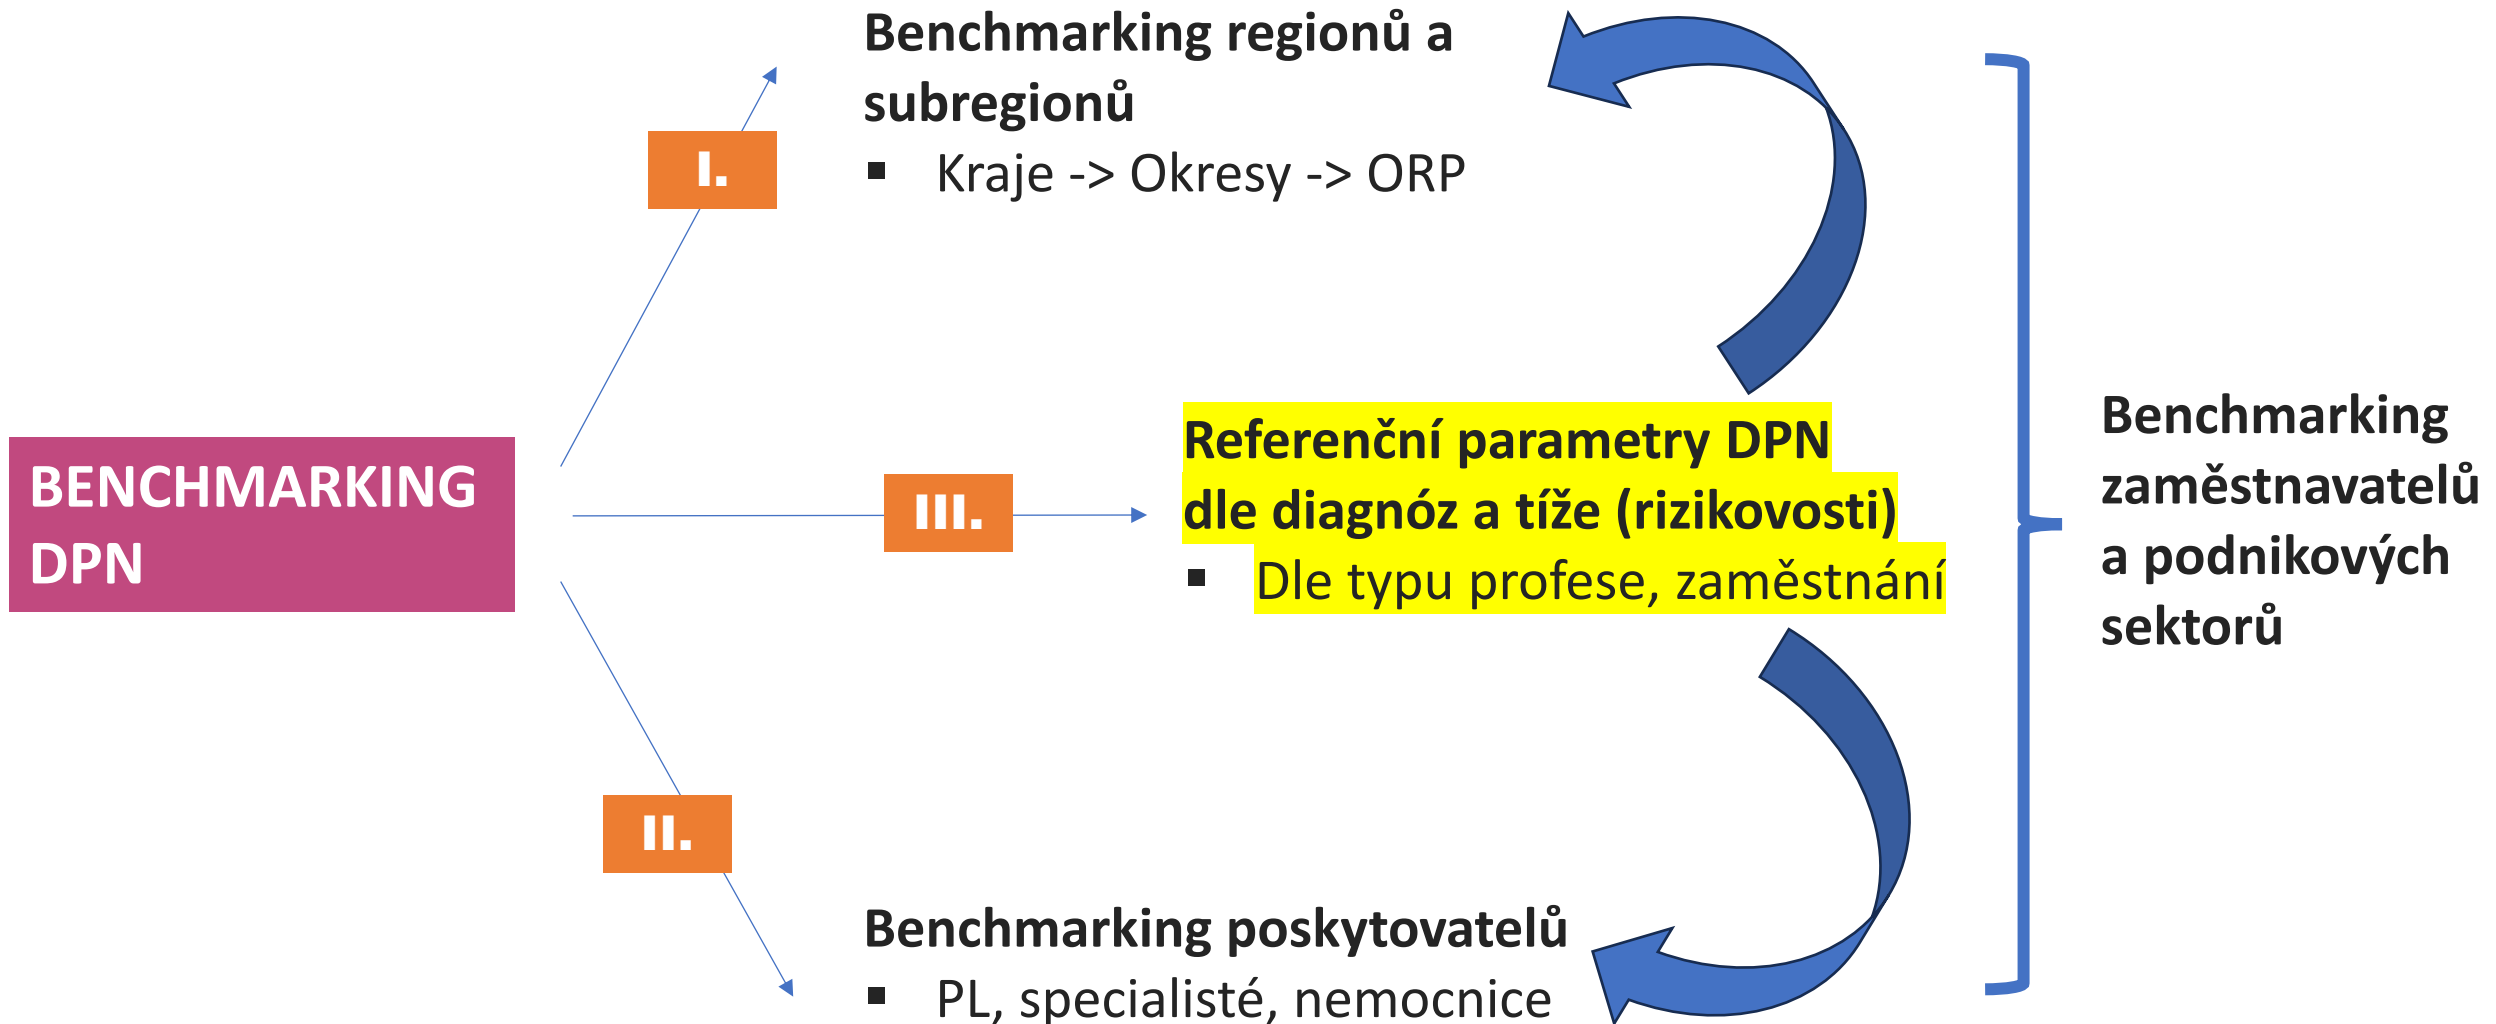 Benchmarking regionů a
subregionů
▪ Kraje -> Okresy -> ORP
I.
BENCHMARKING
DPN
III.
Referenční parametry DPN
dle diagnóz a tíže (rizikovosti)
▪ Dle typu profese, zaměstnání
II.
Benchmarking poskytovatelů
▪ PL, specialisté, nemocnice
Benchmarking
zaměstnavatelů
a podnikových
sektorů